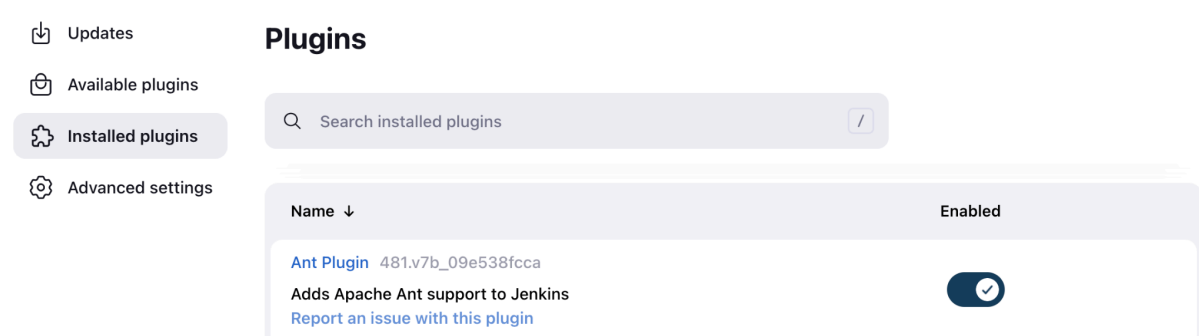 Updates
Available plugins
Installed plugins
Advanced settings
Plugins
Search installed plugins /
Name ↓ Enabled
Ant Plugin 481.v7b_09e538fcca
Adds Apache Ant support to Jenkins
Report an issue with this plugin